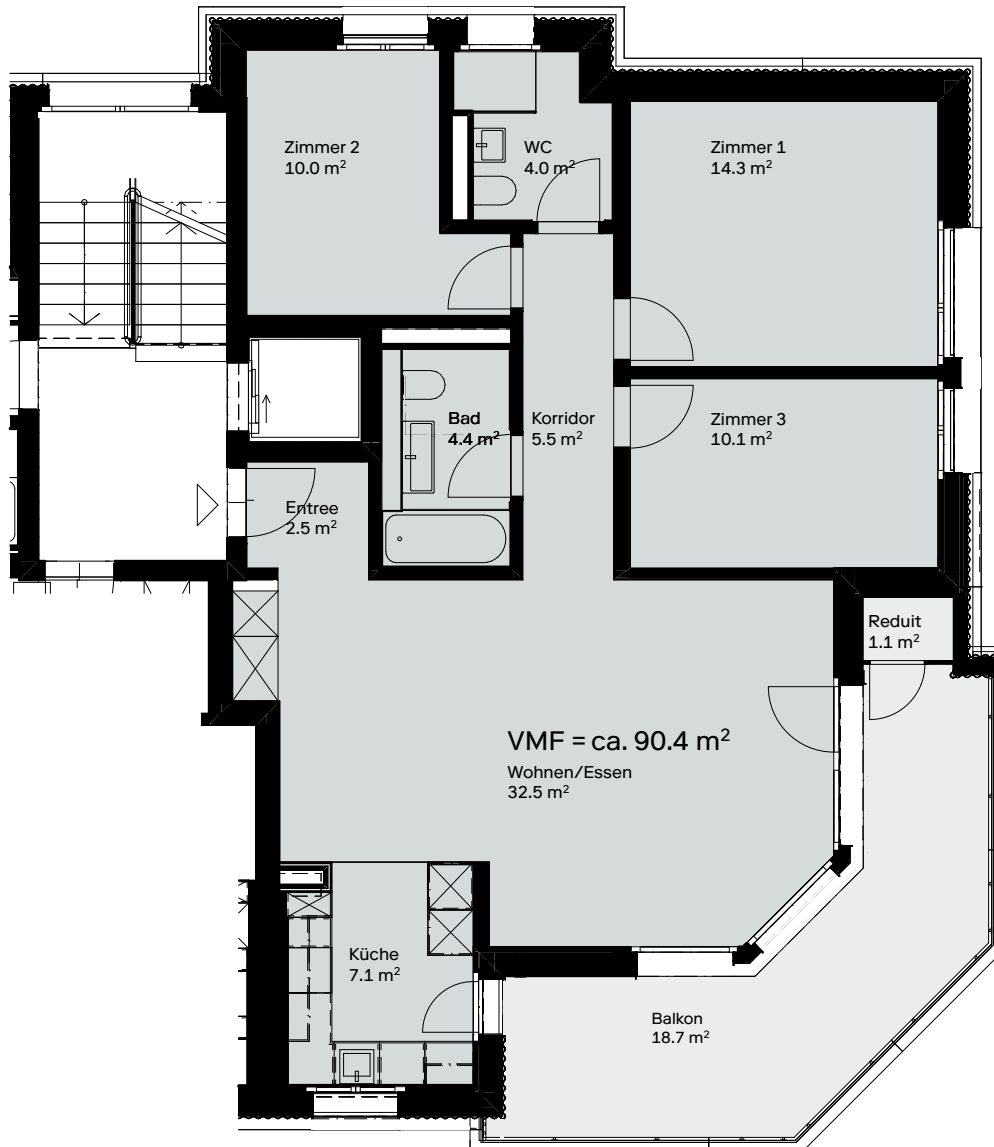 Zimmer 2
10.0 m²
WC
4.0 m²
Zimmer 1
14.3 m²
Bad
4.4 m²
Korridor
5.5 m²
Zimmer 3
10.1 m²
Entree
2.5 m²
Reduit
1.1 m²
VMF = ca. 90.4 m²
Wohnen/Essen
32.5 m²
Küche
7.1 m²
Balkon
18.7 m²